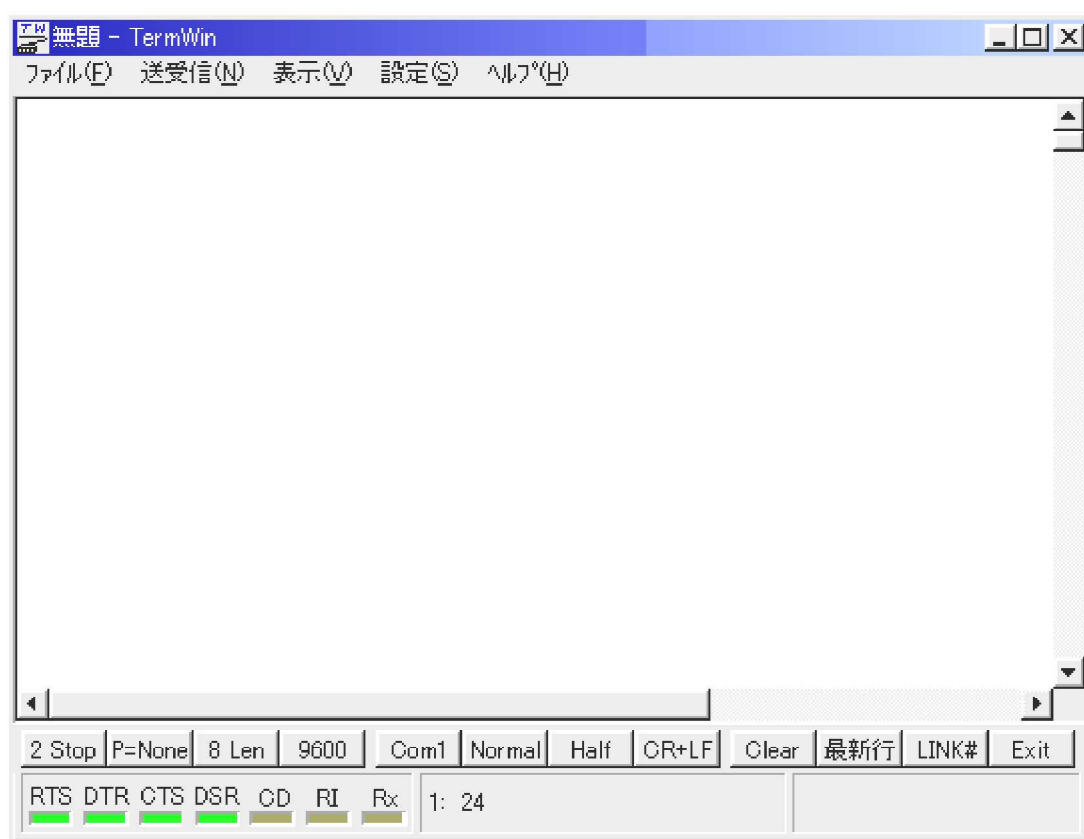 TW 無題 - TermWin
ﾌｧｲﾙ(F) 送受信(N) 表示(V) 設定(S) ﾍﾙﾌﾟ(H)
2 Stop P=None 8 Len 9600 Com1 Normal Half CR+LF Clear 最新行 LINK# Exit
RTS DTR CTS DSR CD RI Rx 1: 24